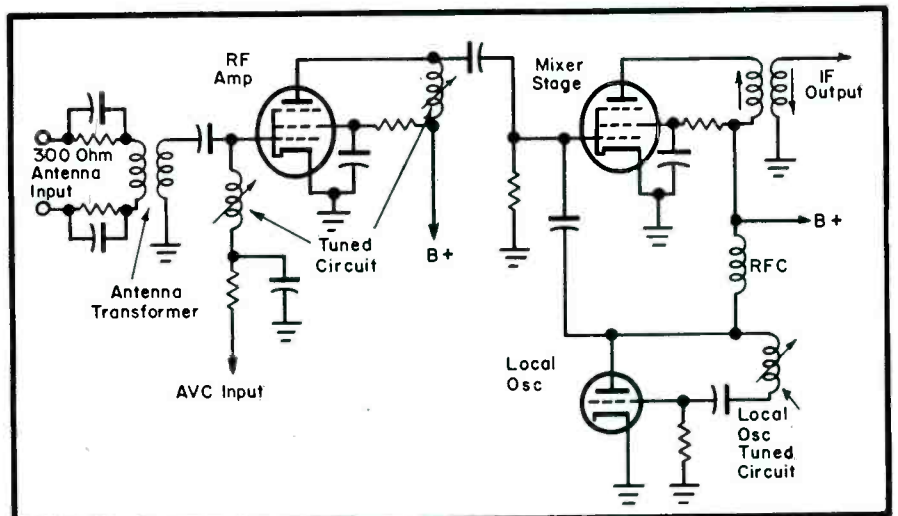 RF
Amp
Mixer
Stage
IF
Output
300 Ohm
Antenna
Input
Tuned
Circuit
B+
B+
RFC
Antenna
Transformer
AVC Input
Local
Osc
Local
Osc
Tuned
Circuit